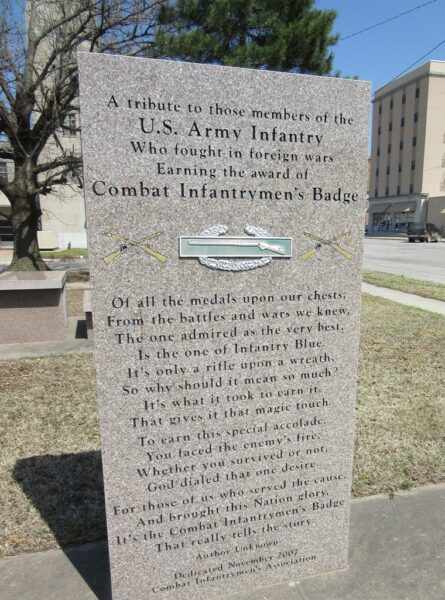 A tribute to those members of the
U.S. Army Infantry
Who fought in foreign wars
Earning the award of
Combat Infantrymen's Badge
Of all the medals upon our chests,
From the battles and wars we knew,
The one admired as the very best,
Is the one of Infantry Blue
It's only a rifle upon a wreath,
So why should it mean so much?
It's what it took to earn it,
That gives it that magic touch
To earn this special accolade,
You faced the enemy's fire,
Whether you survived or not,
God dialed that one desire
For those of us who served the cause
And brought this Nation glory,
It's the Combat Infantrymen's Badge
That really tells the story
Author Unknown
Dedicated November 2007
Combat Infantrymen's Association